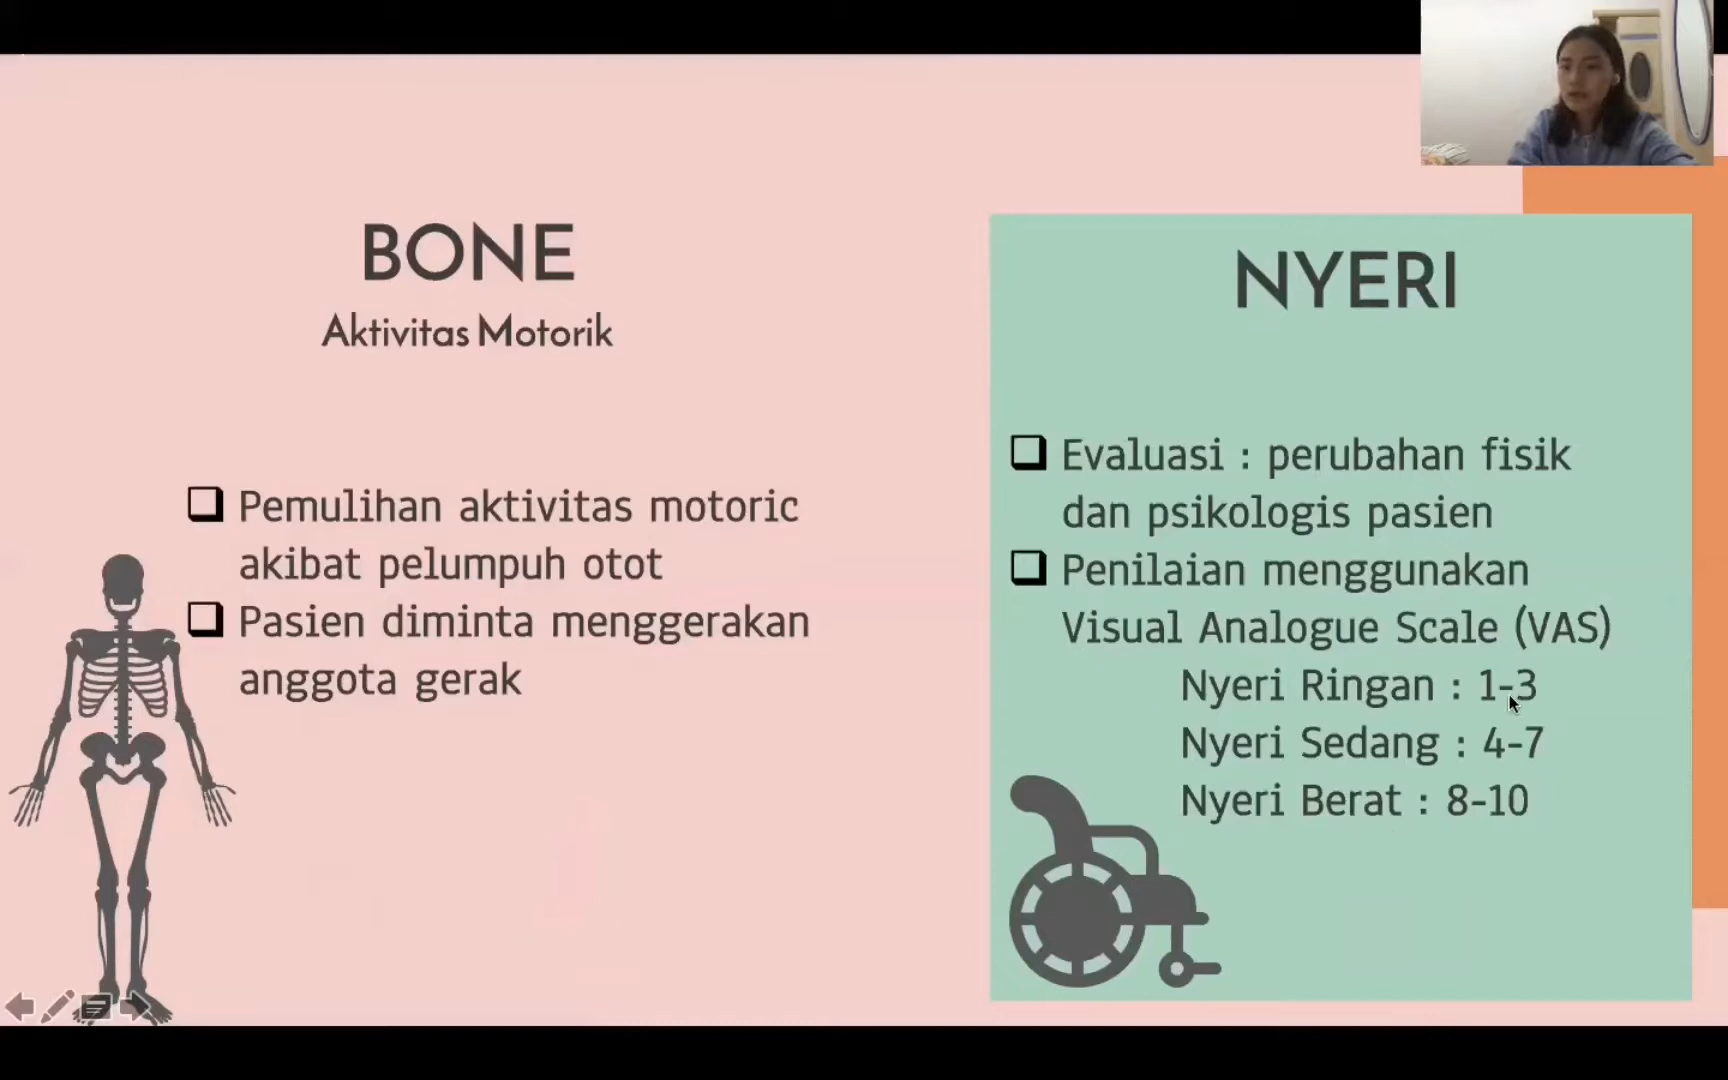 BONE
Aktivitas Motorik
❑ Pemulihan aktivitas motoric
akibat pelumpuh otot
❑ Pasien diminta menggerakan
anggota gerak
NYERI
❑ Evaluasi : perubahan fisik
dan psikologis pasien
❑ Penilaian menggunakan
Visual Analogue Scale (VAS)
Nyeri Ringan : 1-3
Nyeri Sedang : 4-7
Nyeri Berat : 8-10